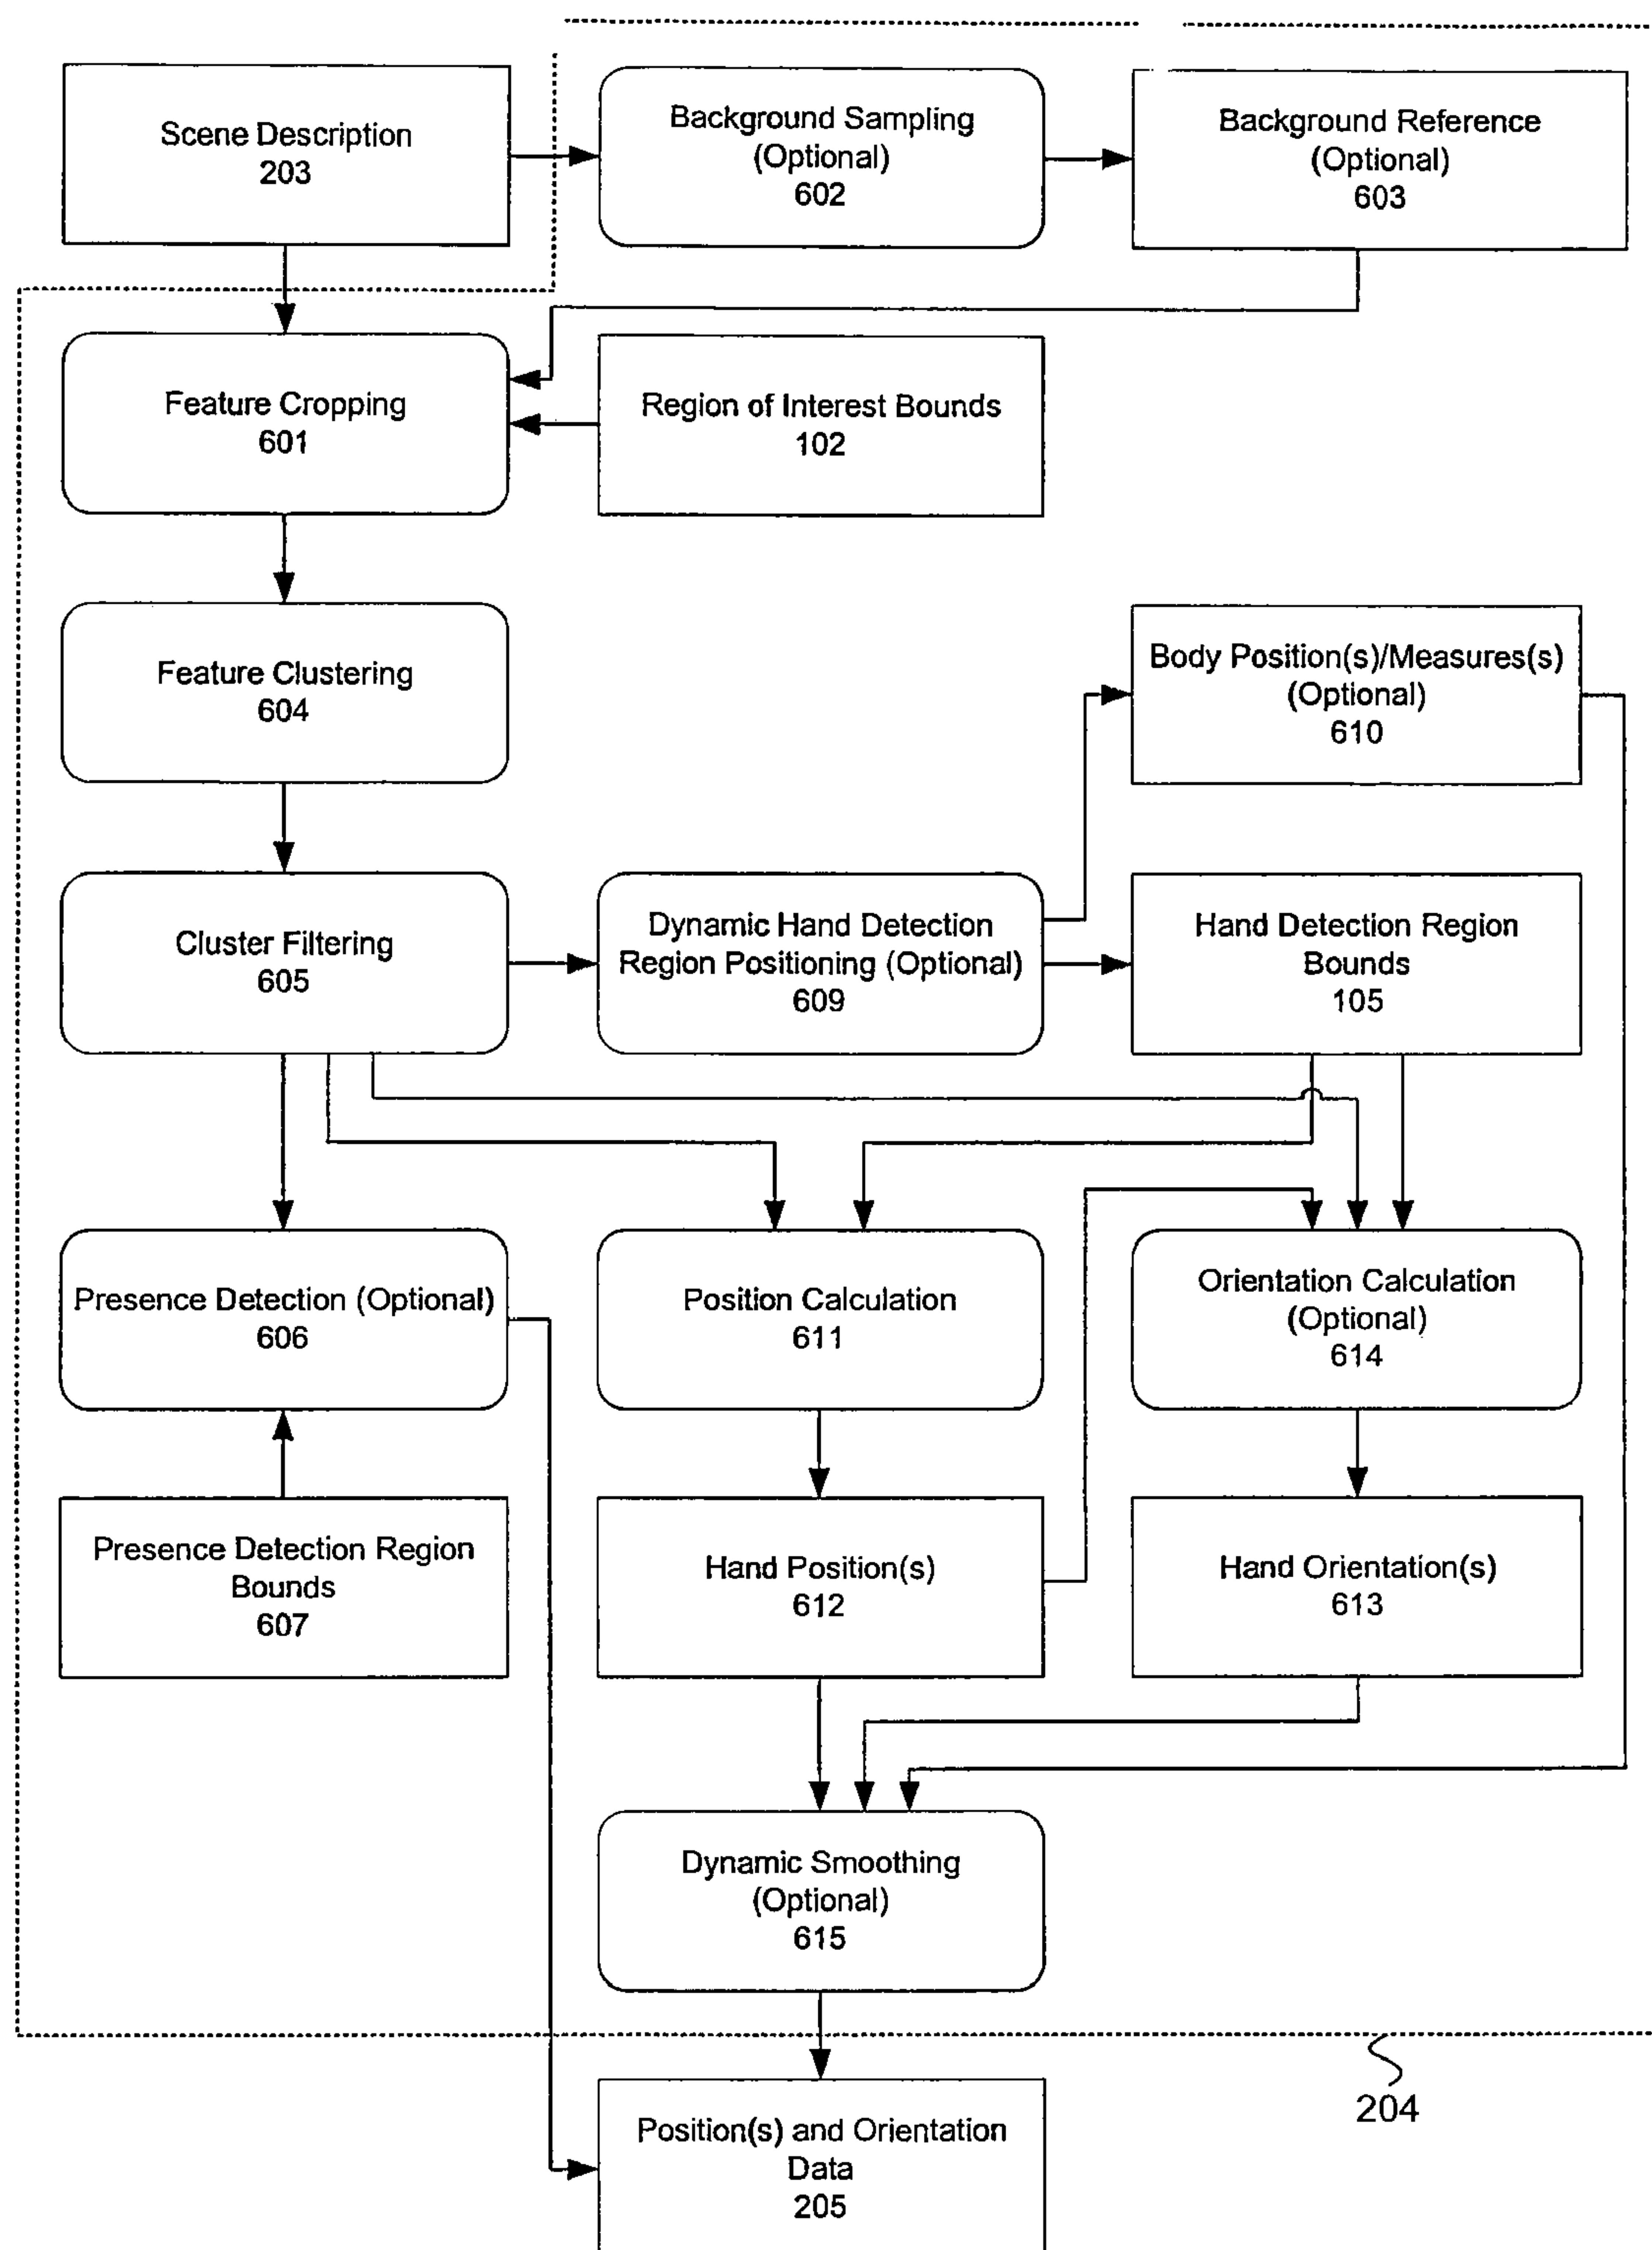 Scene Description
203
Background Sampling
(Optional)
602
Background Reference
(Optional)
603
Feature Cropping
601
Region of Interest Bounds
102
Feature Clustering
604
Body Position(s)/Measures(s)
(Optional)
610
Cluster Filtering
605
Dynamic Hand Detection
Region Positioning (Optional)
609
Hand Detection Region
Bounds
105
Presence Detection (Optional)
606
Position Calculation
611
Orientation Calculation
(Optional)
614
Presence Detection Region
Bounds
607
Hand Position(s)
612
Hand Orientation(s)
613
Dynamic Smoothing
(Optional)
615
204
Position(s) and Orientation
Data
205